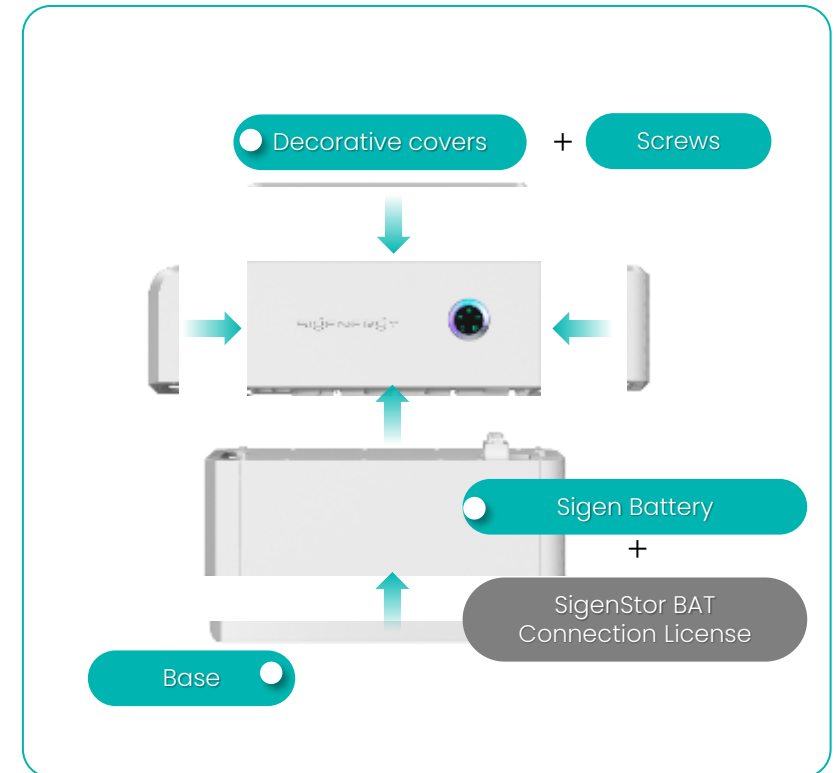 Decorative covers + Screws
SIGENERGY
Sigen Battery
+
SigenStor BAT
Connection License
Base